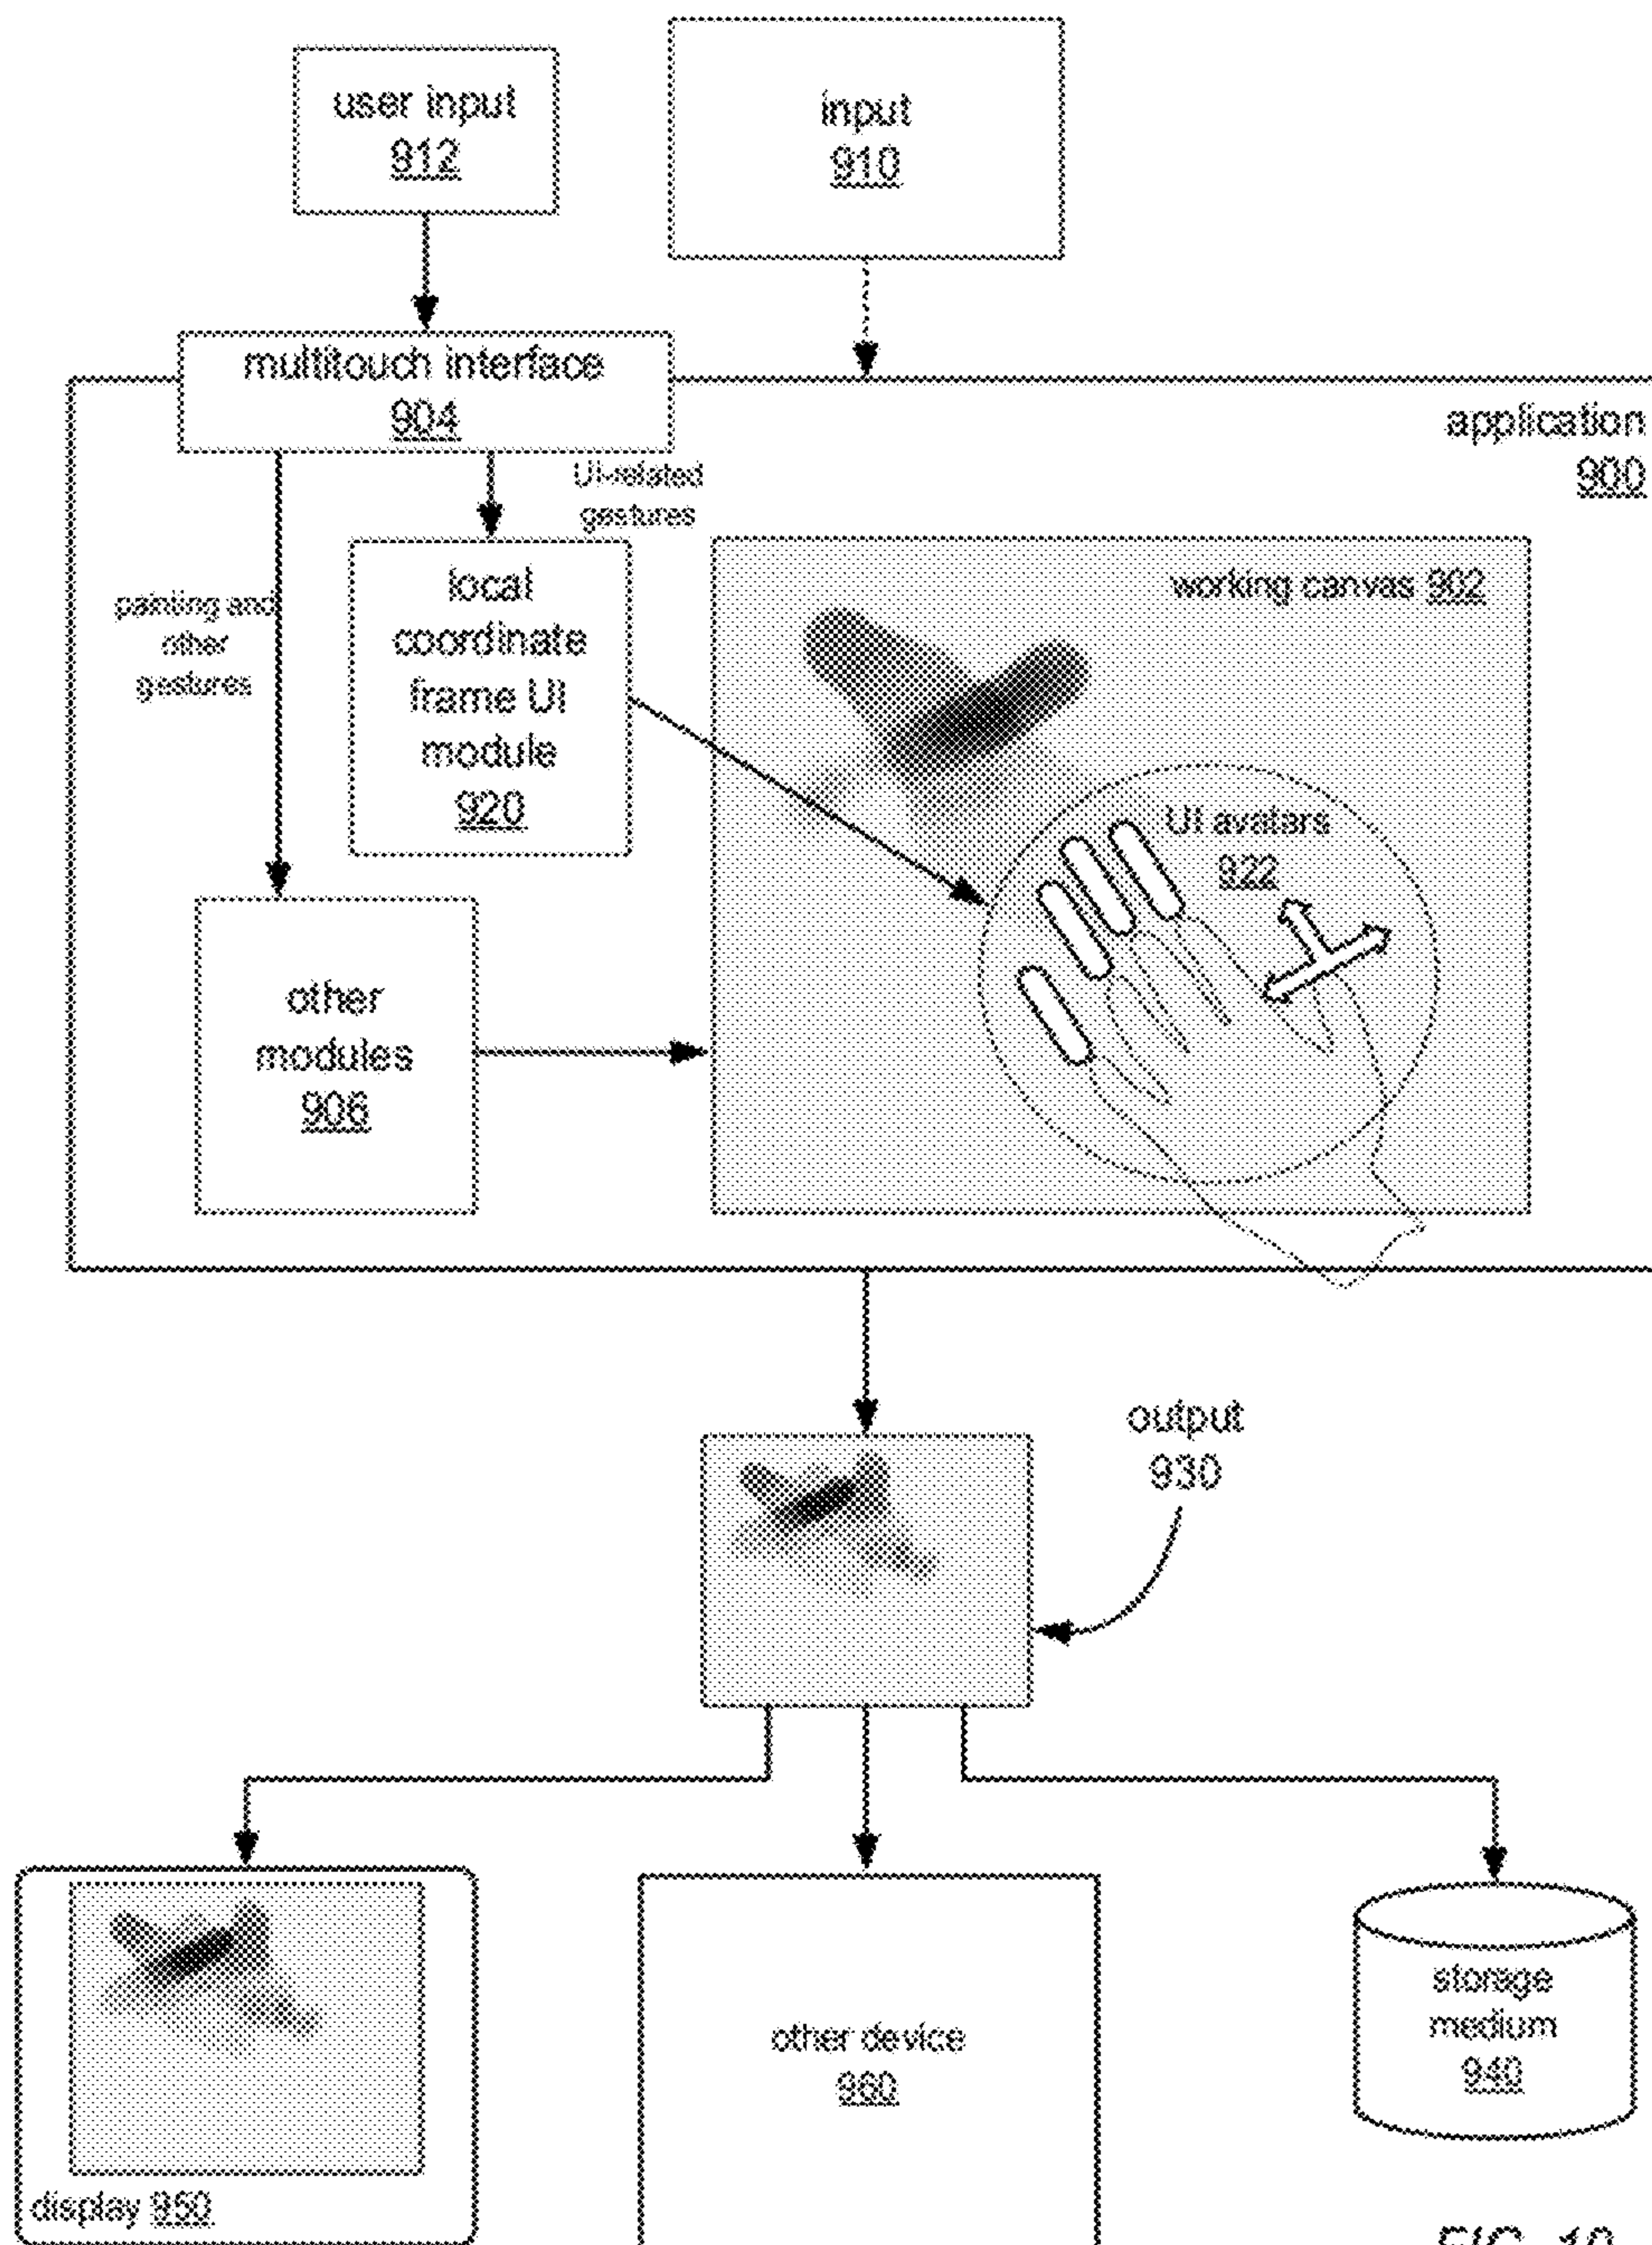 user input
912
input
910
multitouch interface
904
application
900
UI-related
gestures
painting and
other
gestures
local
coordinate
frame UI
module
920
working canvas 902
UI avatars
922
other
modules
906
output
930
display 950
other device
960
storage
medium
940
FIG. 10